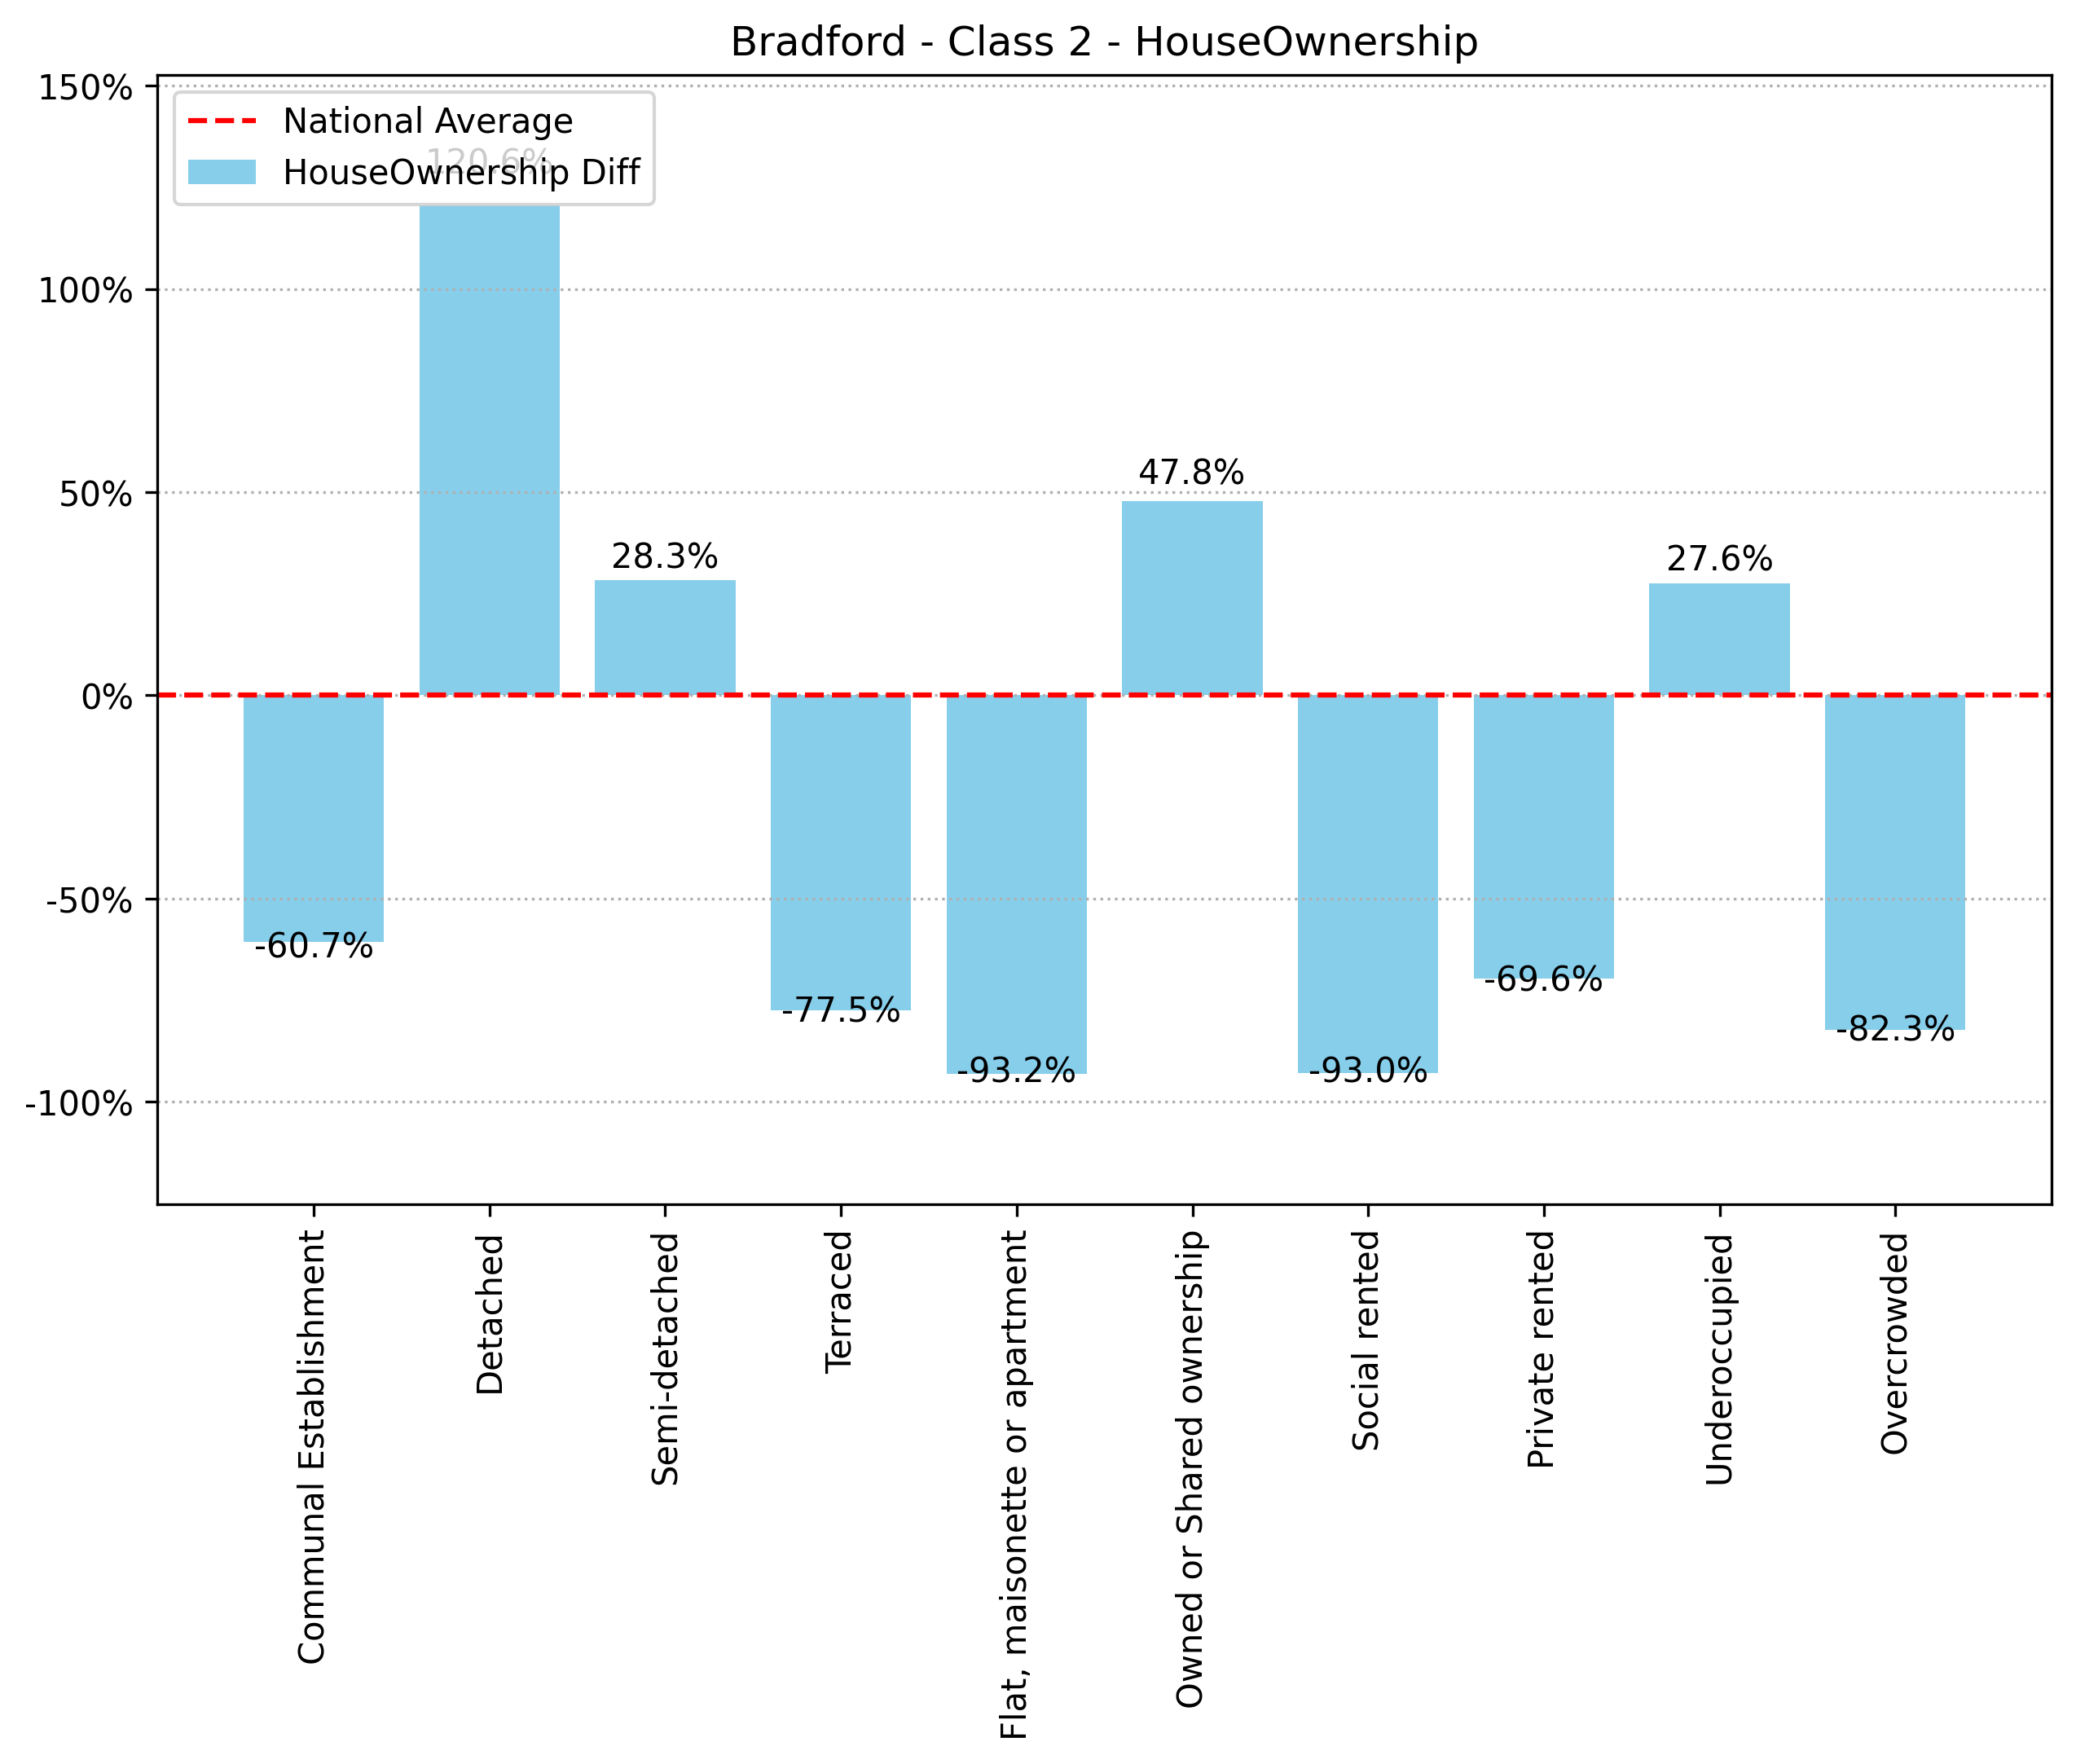 Bradford - Class 2 - HouseOwnership
150%
100%
50%
0%
-50%
-100%
National Average
HouseOwnership Diff
120.6%
28.3%
47.8%
27.6%
-60.7%
-77.5%
-93.2%
-93.0%
-69.6%
-82.3%
Communal Establishment
Detached
Semi-detached
Terraced
Flat, maisonette or apartment
Owned or Shared ownership
Social rented
Private rented
Underoccupied
Overcrowded